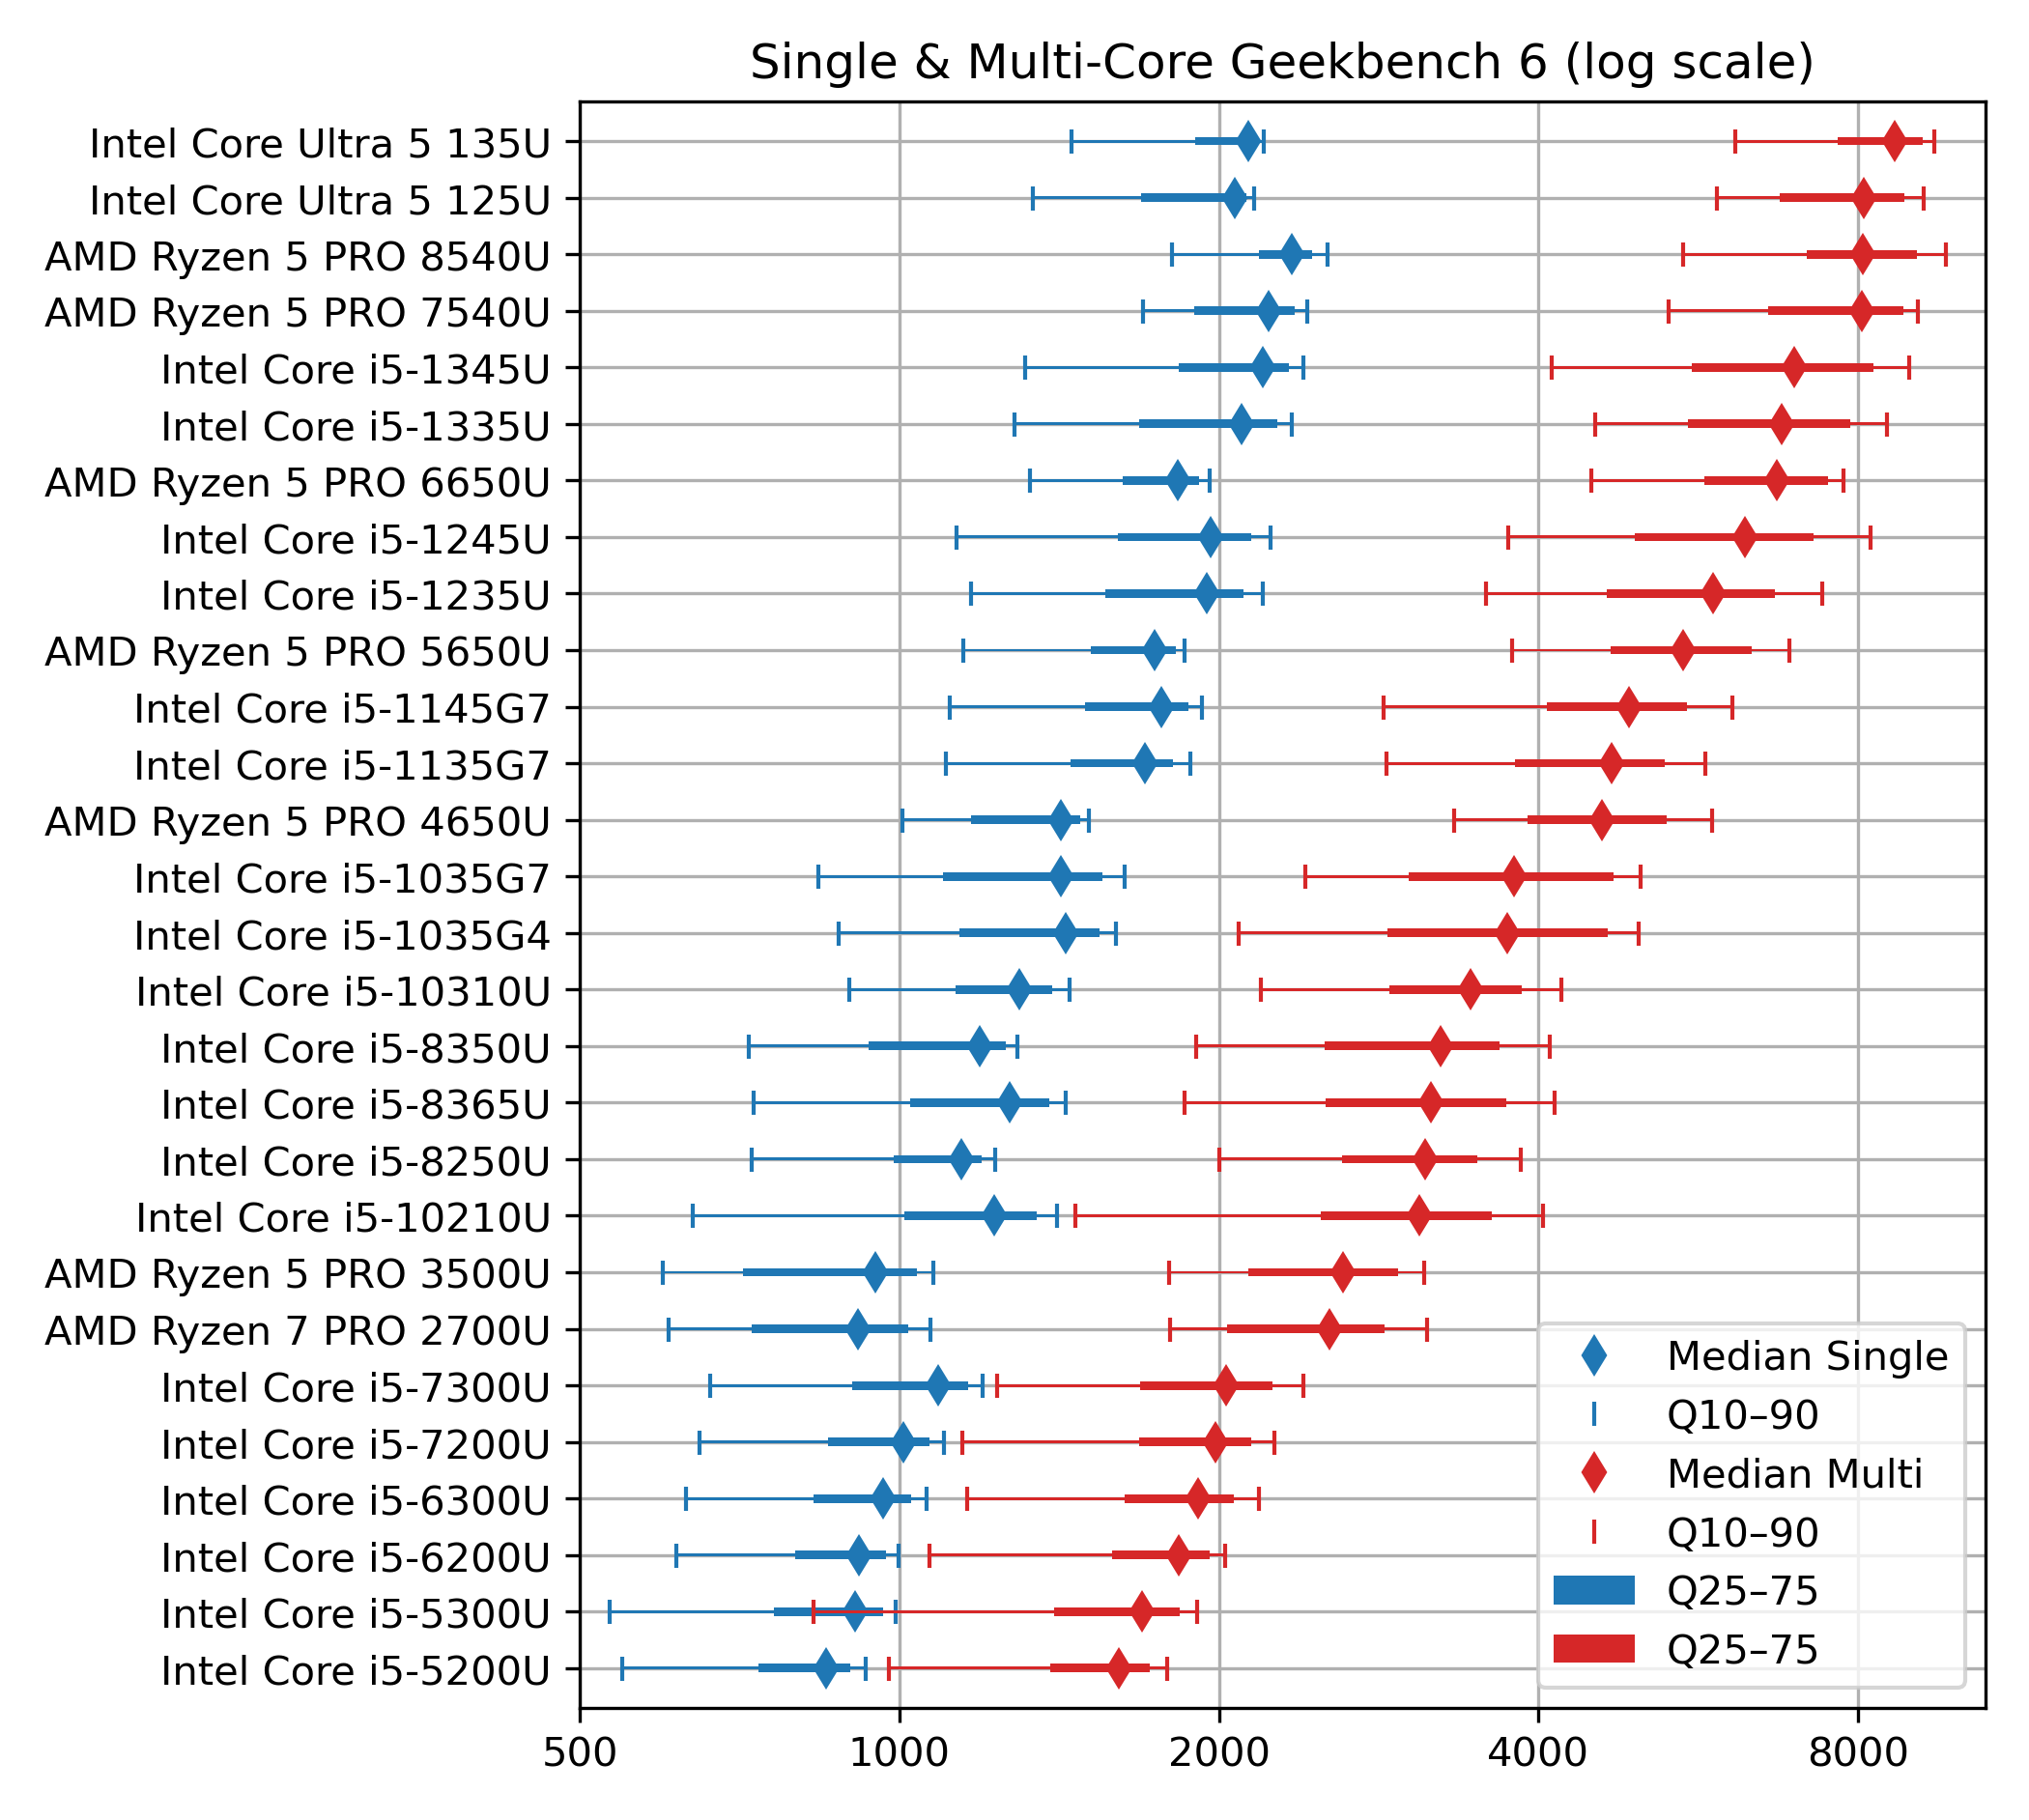 Single & Multi-Core Geekbench 6 (log scale)
Intel Core Ultra 5 135U
Intel Core Ultra 5 125U
AMD Ryzen 5 PRO 8540U
AMD Ryzen 5 PRO 7540U
Intel Core i5-1345U
Intel Core i5-1335U
AMD Ryzen 5 PRO 6650U
Intel Core i5-1245U
Intel Core i5-1235U
AMD Ryzen 5 PRO 5650U
Intel Core i5-1145G7
Intel Core i5-1135G7
AMD Ryzen 5 PRO 4650U
Intel Core i5-1035G7
Intel Core i5-1035G4
Intel Core i5-10310U
Intel Core i5-8350U
Intel Core i5-8365U
Intel Core i5-8250U
Intel Core i5-10210U
AMD Ryzen 5 PRO 3500U
AMD Ryzen 7 PRO 2700U
Intel Core i5-7300U
Intel Core i5-7200U
Intel Core i5-6300U
Intel Core i5-6200U
Intel Core i5-5300U
Intel Core i5-5200U
Median Single
Q10–90
Median Multi
Q10–90
Q25–75
Q25–75
500 1000 2000 4000 8000